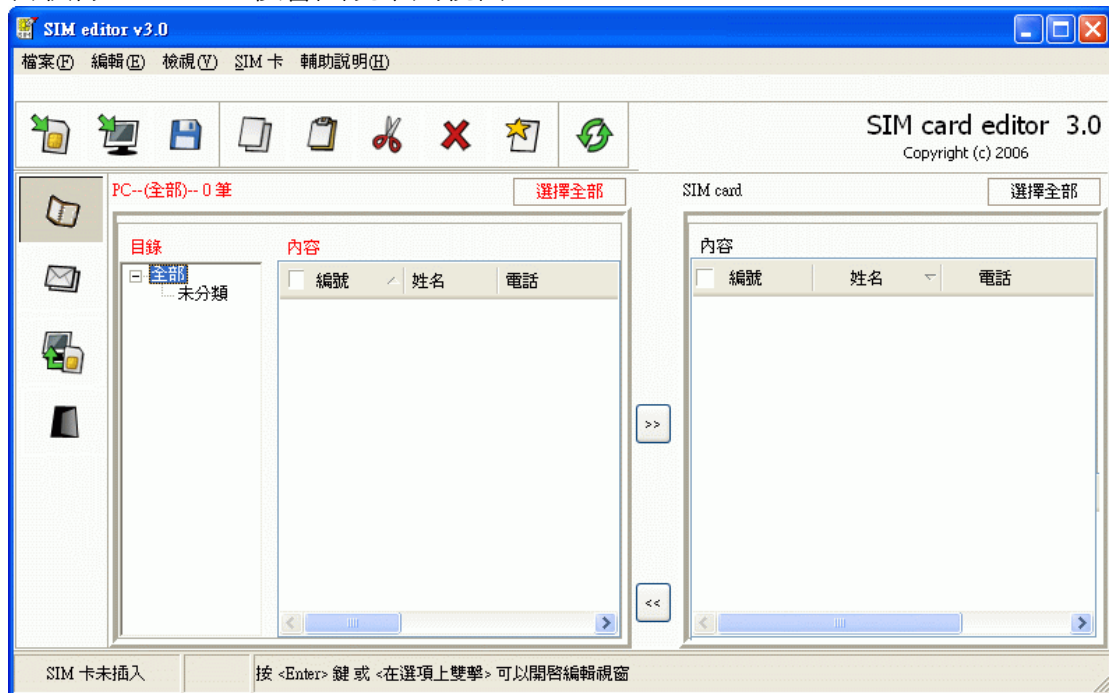 SIM editor v3.0
檔案(F) 編輯(E) 檢視(V) SIM 卡 輔助說明(H)
SIM card editor 3.0
Copyright (c) 2006
PC--(全部)-- 0 筆
選擇全部
目錄
全部
未分類
內容
編號 姓名 電話
>>
<<
SIM card
選擇全部
內容
編號 姓名 電話
SIM 卡未插入
按 <Enter> 鍵 或 <在選項上雙擊> 可以開啓編輯視窗